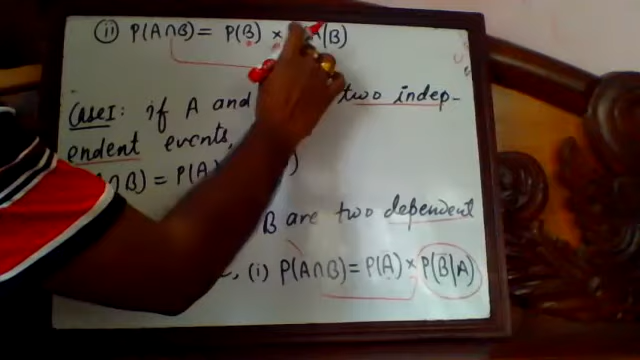 (ii) P(A∩B) = P(B) × A|B)
Case I: if A and two indep-
endent events,
∩B) = P(A) )
B are two dependent
(i) P(A∩B) = P(A) × P(B|A)